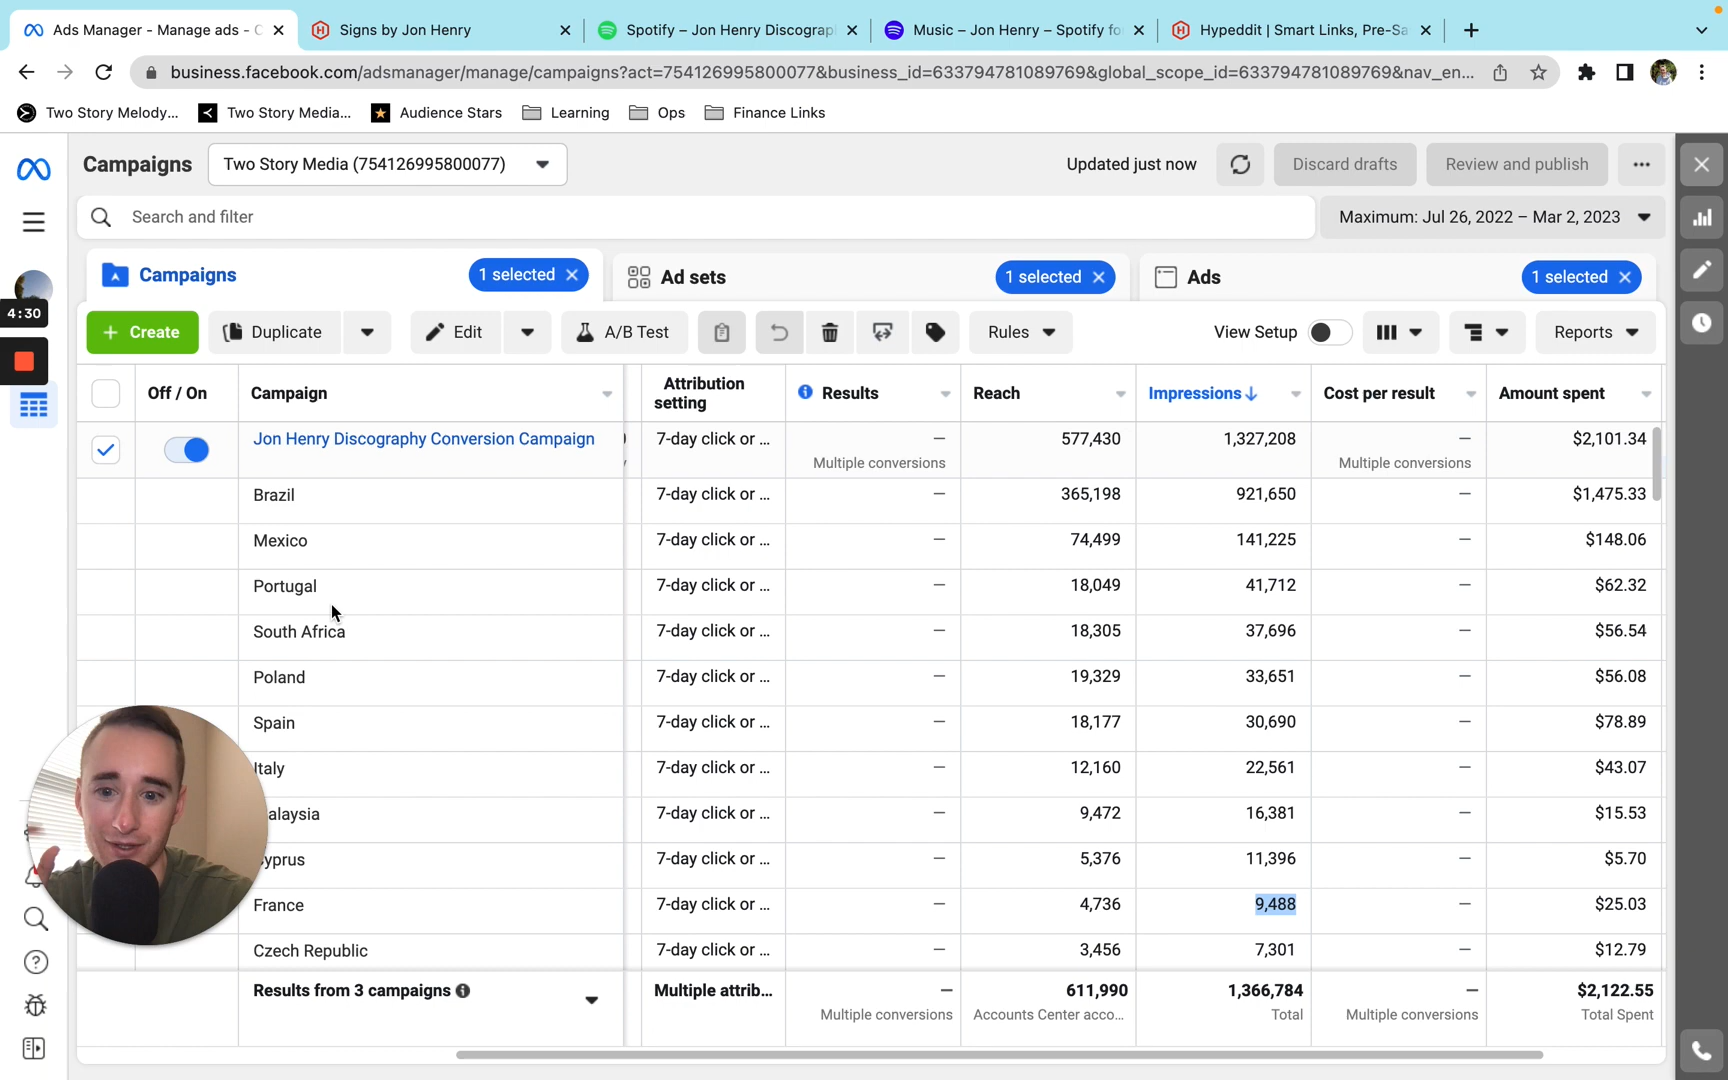 Ads Manager - Manage ads - C
Signs by Jon Henry
Spotify – Jon Henry Discograp
Music – Jon Henry – Spotify fo
Hypeddit | Smart Links, Pre-Sa
business.facebook.com/adsmanager/manage/campaigns?act=754126995800077&business_id=633794781089769&global_scope_id=633794781089769&nav_en...
Two Story Melody...
Two Story Media...
Audience Stars
Learning
Ops
Finance Links
Campaigns
Two Story Media (754126995800077)
Updated just now
Discard drafts
Review and publish
Search and filter
Maximum: Jul 26, 2022 – Mar 2, 2023
Campaigns
1 selected
Ad sets
1 selected
Ads
1 selected
4:30
+ Create
Duplicate
Edit
A/B Test
Rules
View Setup
Reports
Off / On
Campaign
Attribution setting
Results
Reach
Impressions↓
Cost per result
Amount spent
Jon Henry Discography Conversion Campaign 7-day click or ... — 577,430 1,327,208 — $2,101.34
Multiple conversions Multiple conversions
Brazil 7-day click or ... — 365,198 921,650 — $1,475.33
Mexico 7-day click or ... — 74,499 141,225 — $148.06
Portugal 7-day click or ... — 18,049 41,712 — $62.32
South Africa 7-day click or ... — 18,305 37,696 — $56.54
Poland 7-day click or ... — 19,329 33,651 — $56.08
Spain 7-day click or ... — 18,177 30,690 — $78.89
Italy 7-day click or ... — 12,160 22,561 — $43.07
alaysia 7-day click or ... — 9,472 16,381 — $15.53
yprus 7-day click or ... — 5,376 11,396 — $5.70
France 7-day click or ... — 4,736 9,488 — $25.03
Czech Republic 7-day click or ... — 3,456 7,301 — $12.79
Results from 3 campaigns Multiple attrib... — 611,990 1,366,784 — $2,122.55
Multiple conversions Accounts Center acco... Total Multiple conversions Total Spent